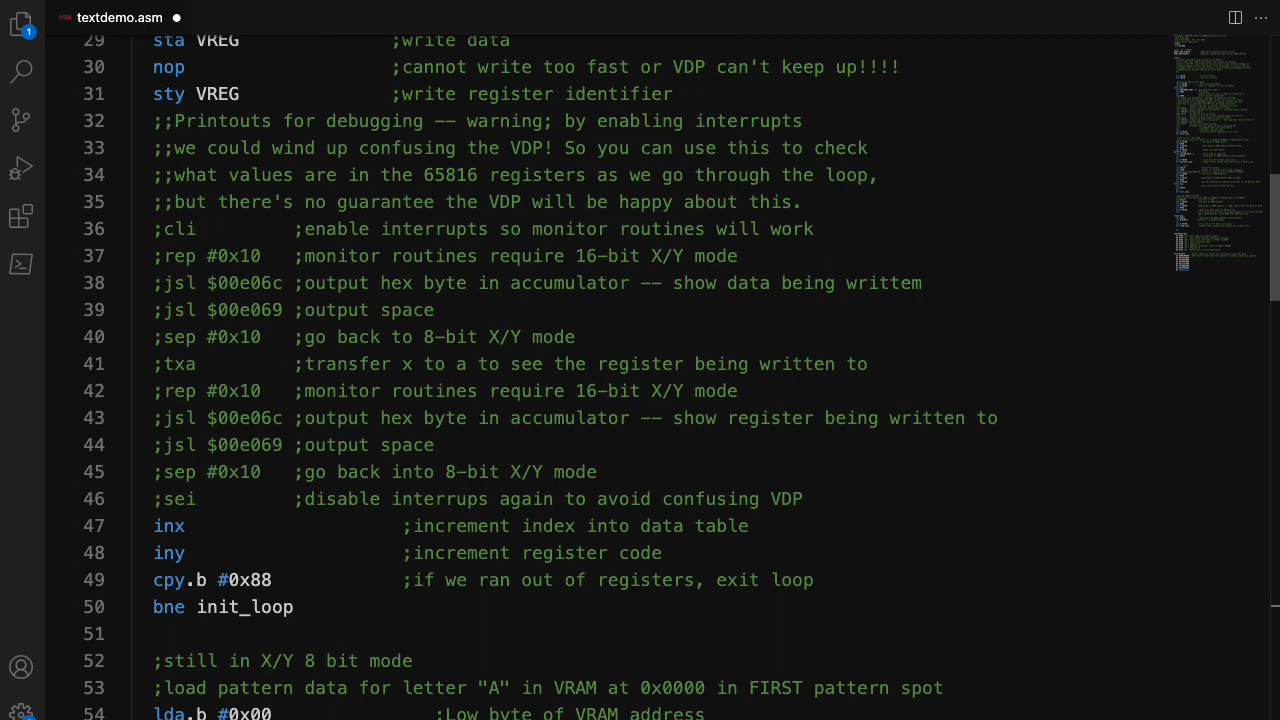 ASM textdemo.asm
1
29 sta VREG ;write data
30 nop ;cannot write too fast or VDP can't keep up!!!!
31 sty VREG ;write register identifier
32 ;;Printouts for debugging -- warning; by enabling interrupts
33 ;;we could wind up confusing the VDP! So you can use this to check
34 ;;what values are in the 65816 registers as we go through the loop,
35 ;;but there's no guarantee the VDP will be happy about this.
36 ;cli ;enable interrupts so monitor routines will work
37 ;rep #0x10 ;monitor routines require 16-bit X/Y mode
38 ;jsl $00e06c ;output hex byte in accumulator -- show data being writtem
39 ;jsl $00e069 ;output space
40 ;sep #0x10 ;go back to 8-bit X/Y mode
41 ;txa ;transfer x to a to see the register being written to
42 ;rep #0x10 ;monitor routines require 16-bit X/Y mode
43 ;jsl $00e06c ;output hex byte in accumulator -- show register being written to
44 ;jsl $00e069 ;output space
45 ;sep #0x10 ;go back into 8-bit X/Y mode
46 ;sei ;disable interrups again to avoid confusing VDP
47 inx ;increment index into data table
48 iny ;increment register code
49 cpy.b #0x88 ;if we ran out of registers, exit loop
50 bne init_loop
51
52 ;still in X/Y 8 bit mode
53 ;load pattern data for letter "A" in VRAM at 0x0000 in FIRST pattern spot
54 lda.b #0x00 ;Low byte of VRAM address